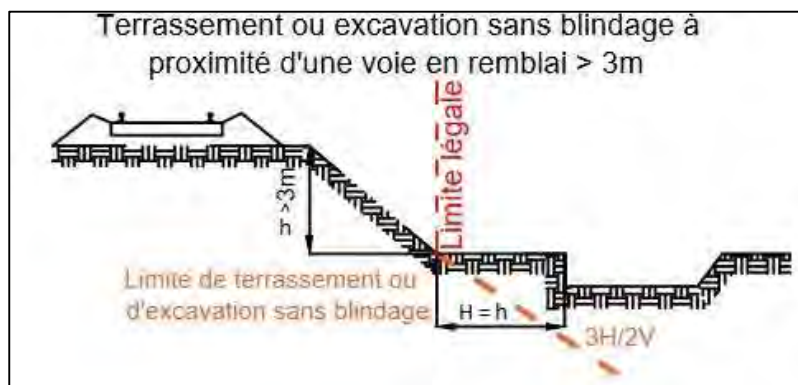 Terrassement ou excavation sans blindage à
proximité d'une voie en remblai > 3m
Limite légale
h >3m
Limite de terrassement ou
d'excavation sans blindage
H = h
3H/2V